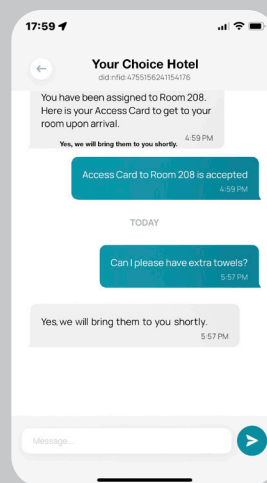 17:59
Your Choice Hotel
did:nfid:4755156241154176
You have been assigned to Room 208.
Here is your Access Card to get to your
room upon arrival.
4:59 PM
Yes, we will bring them to you shortly.
Access Card to Room 208 is accepted
4:59 PM
TODAY
Can I please have extra towels?
5:57 PM
Yes, we will bring them to you shortly.
5:57 PM
Message...